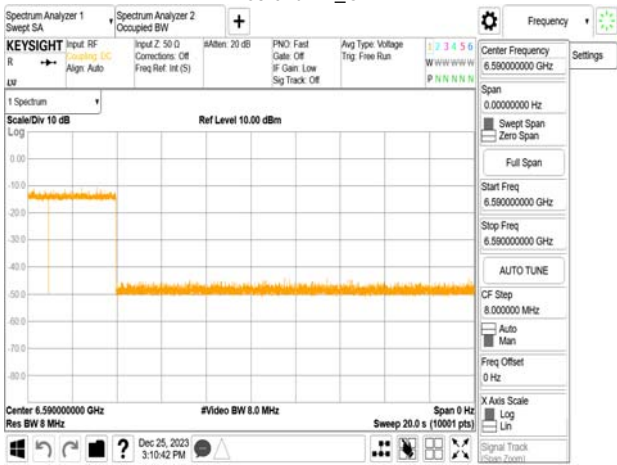 Spectrum Analyzer 1
Swept SA
Spectrum Analyzer 2
Occupied BW
+
Frequency
KEYSIGHT
R
Input: RF
Coupling: DC
Align: Auto
Input Z: 50 Ω
Corrections: Off
Freq Ref: Int (S)
#Atten: 20 dB
PNO: Fast
Gate: Off
IF Gain: Low
Sig Track: Off
Avg Type: Voltage
Trig: Free Run
1 2 3 4 5 6
W W W W W W
P N N N N N
1 Spectrum
Scale/Div 10 dB
Ref Level 10.00 dBm
Log
0.00
-10.0
-20.0
-30.0
-40.0
-50.0
-60.0
-70.0
-80.0
Center 6.590000000 GHz
#Video BW 8.0 MHz
Span 0 Hz
Res BW 8 MHz
Sweep 20.0 s (10001 pts)
Dec 25, 2023
3:10:42 PM
Settings
Center Frequency
6.590000000 GHz
Span
0.00000000 Hz
Swept Span
Zero Span
Full Span
Start Freq
6.590000000 GHz
Stop Freq
6.590000000 GHz
AUTO TUNE
CF Step
8.000000 MHz
Auto
Man
Freq Offset
0 Hz
X Axis Scale
Log
Lin
Signal Track
(Span Zoom)